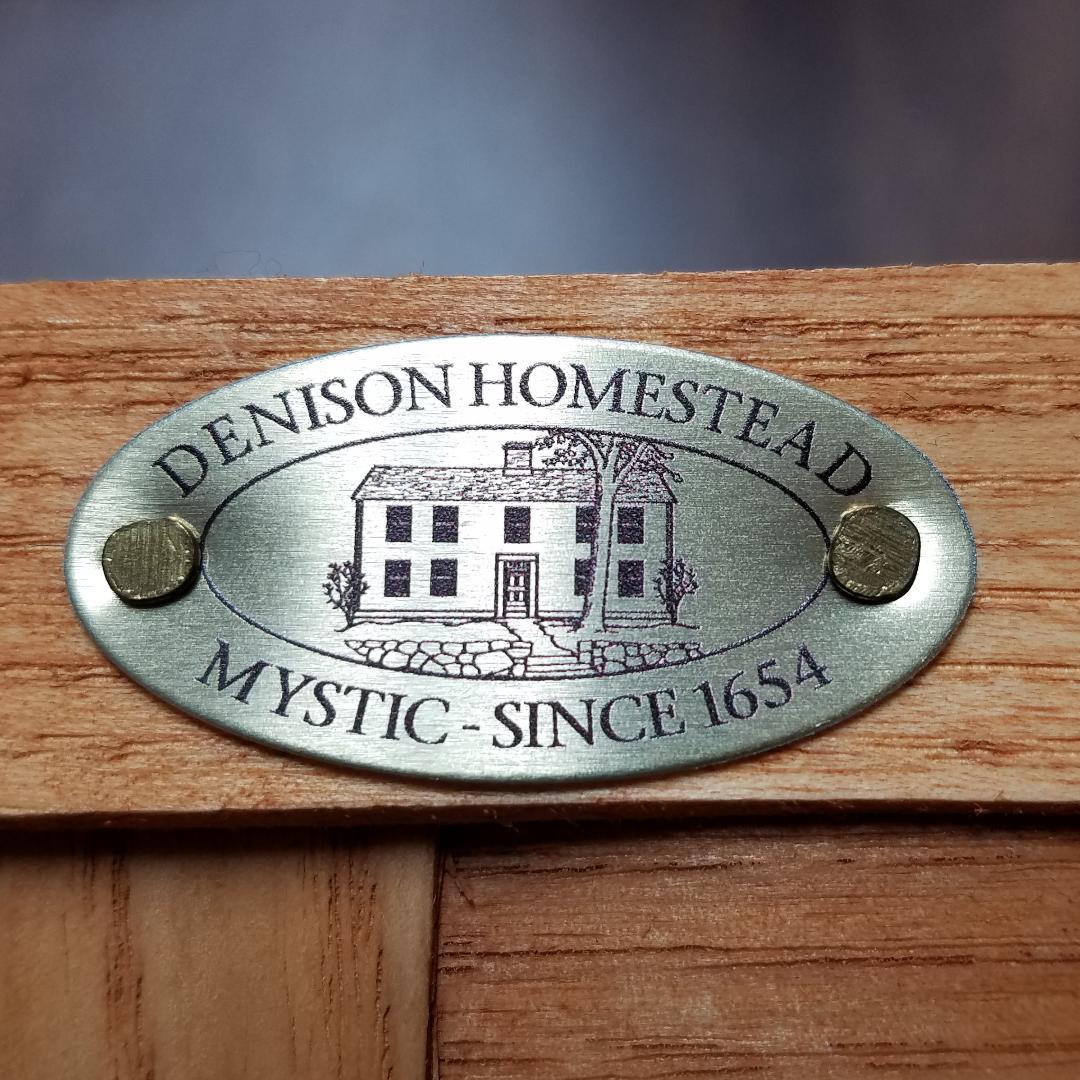 DENISON HOMESTEAD
MYSTIC - SINCE 1654